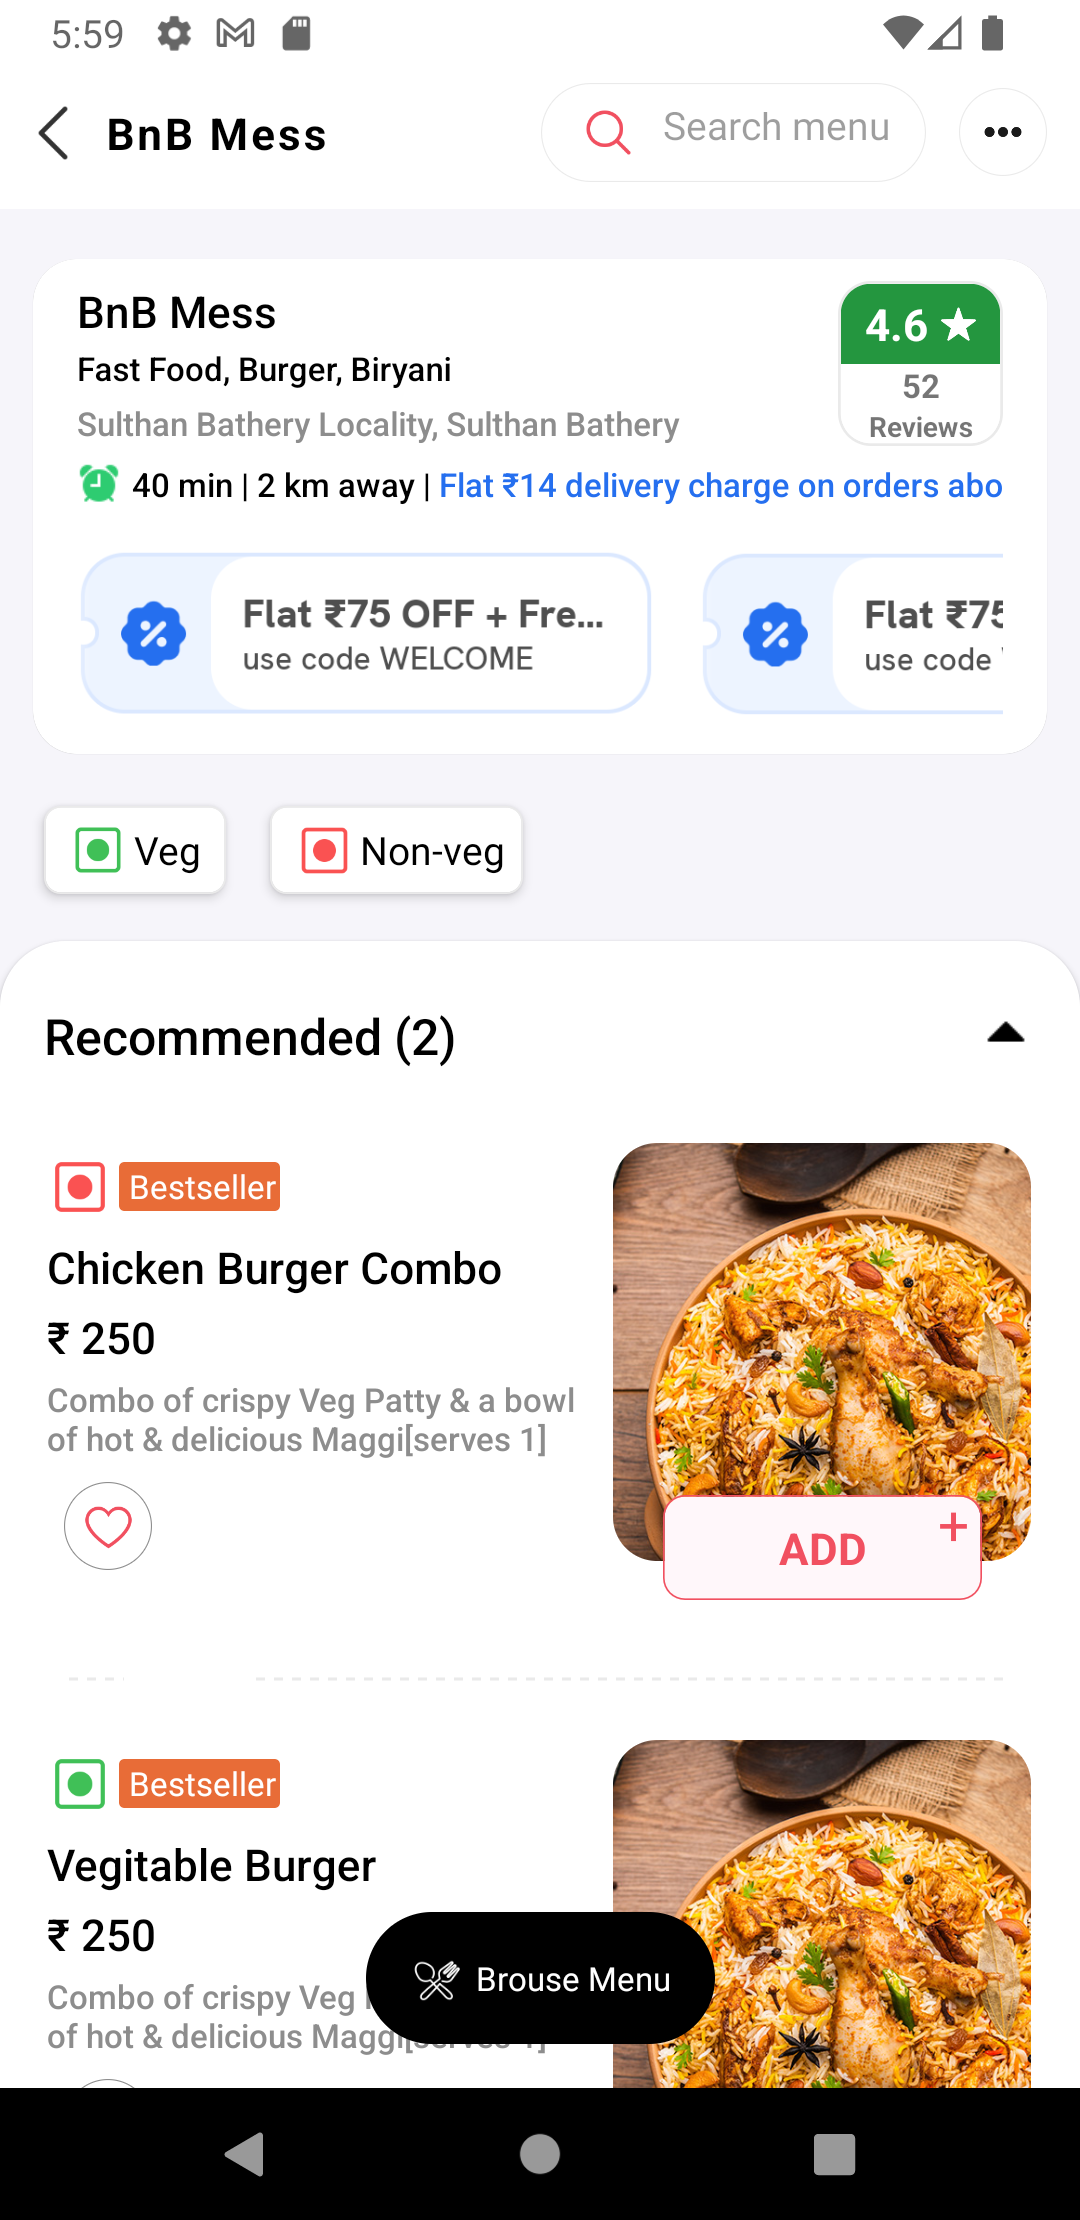 5:59
BnB Mess
Search menu
BnB Mess
4.6
Fast Food, Burger, Biryani
52
Reviews
Sulthan Bathery Locality, Sulthan Bathery
40 min | 2 km away | Flat ₹14 delivery charge on orders abo
Flat ₹75 OFF + Fre...
use code WELCOME
Flat ₹75
use code
Veg
Non-veg
Recommended (2)
Bestseller
Chicken Burger Combo
₹ 250
Combo of crispy Veg Patty & a bowl
of hot & delicious Maggi[serves 1]
ADD
Bestseller
Vegitable Burger
₹ 250
Combo of crispy Veg
of hot & delicious Maggi[serves 1]
Brouse Menu